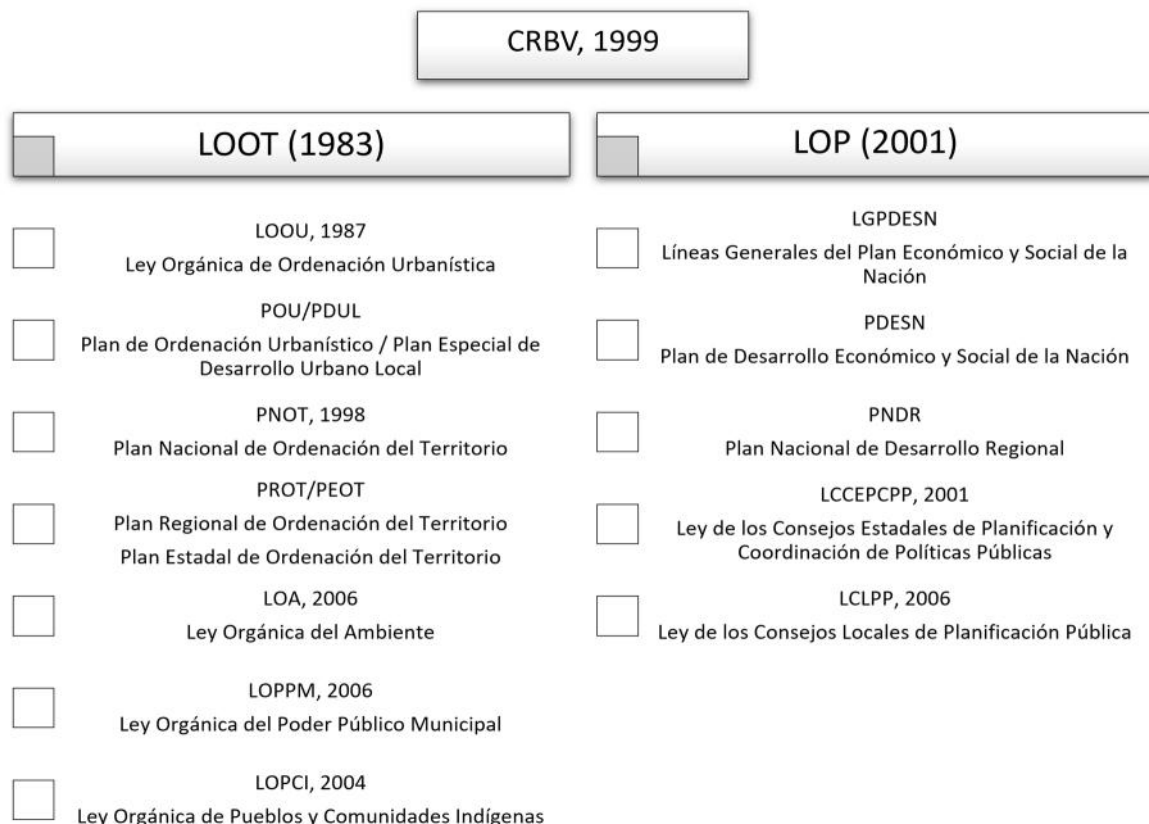 CRBV, 1999
LOOT (1983)
LOOU, 1987
Ley Orgánica de Ordenación Urbanística
POU/PDUL
Plan de Ordenación Urbanístico / Plan Especial de
Desarrollo Urbano Local
PNOT, 1998
Plan Nacional de Ordenación del Territorio
PROT/PEOT
Plan Regional de Ordenación del Territorio
Plan Estadal de Ordenación del Territorio
LOA, 2006
Ley Orgánica del Ambiente
LOPPM, 2006
Ley Orgánica del Poder Público Municipal
LOPCI, 2004
Ley Orgánica de Pueblos y Comunidades Indígenas
LOP (2001)
LGPDESN
Líneas Generales del Plan Económico y Social de la
Nación
PDESN
Plan de Desarrollo Económico y Social de la Nación
PNDR
Plan Nacional de Desarrollo Regional
LCCEPCPP, 2001
Ley de los Consejos Estadales de Planificación y
Coordinación de Políticas Públicas
LCLPP, 2006
Ley de los Consejos Locales de Planificación Pública